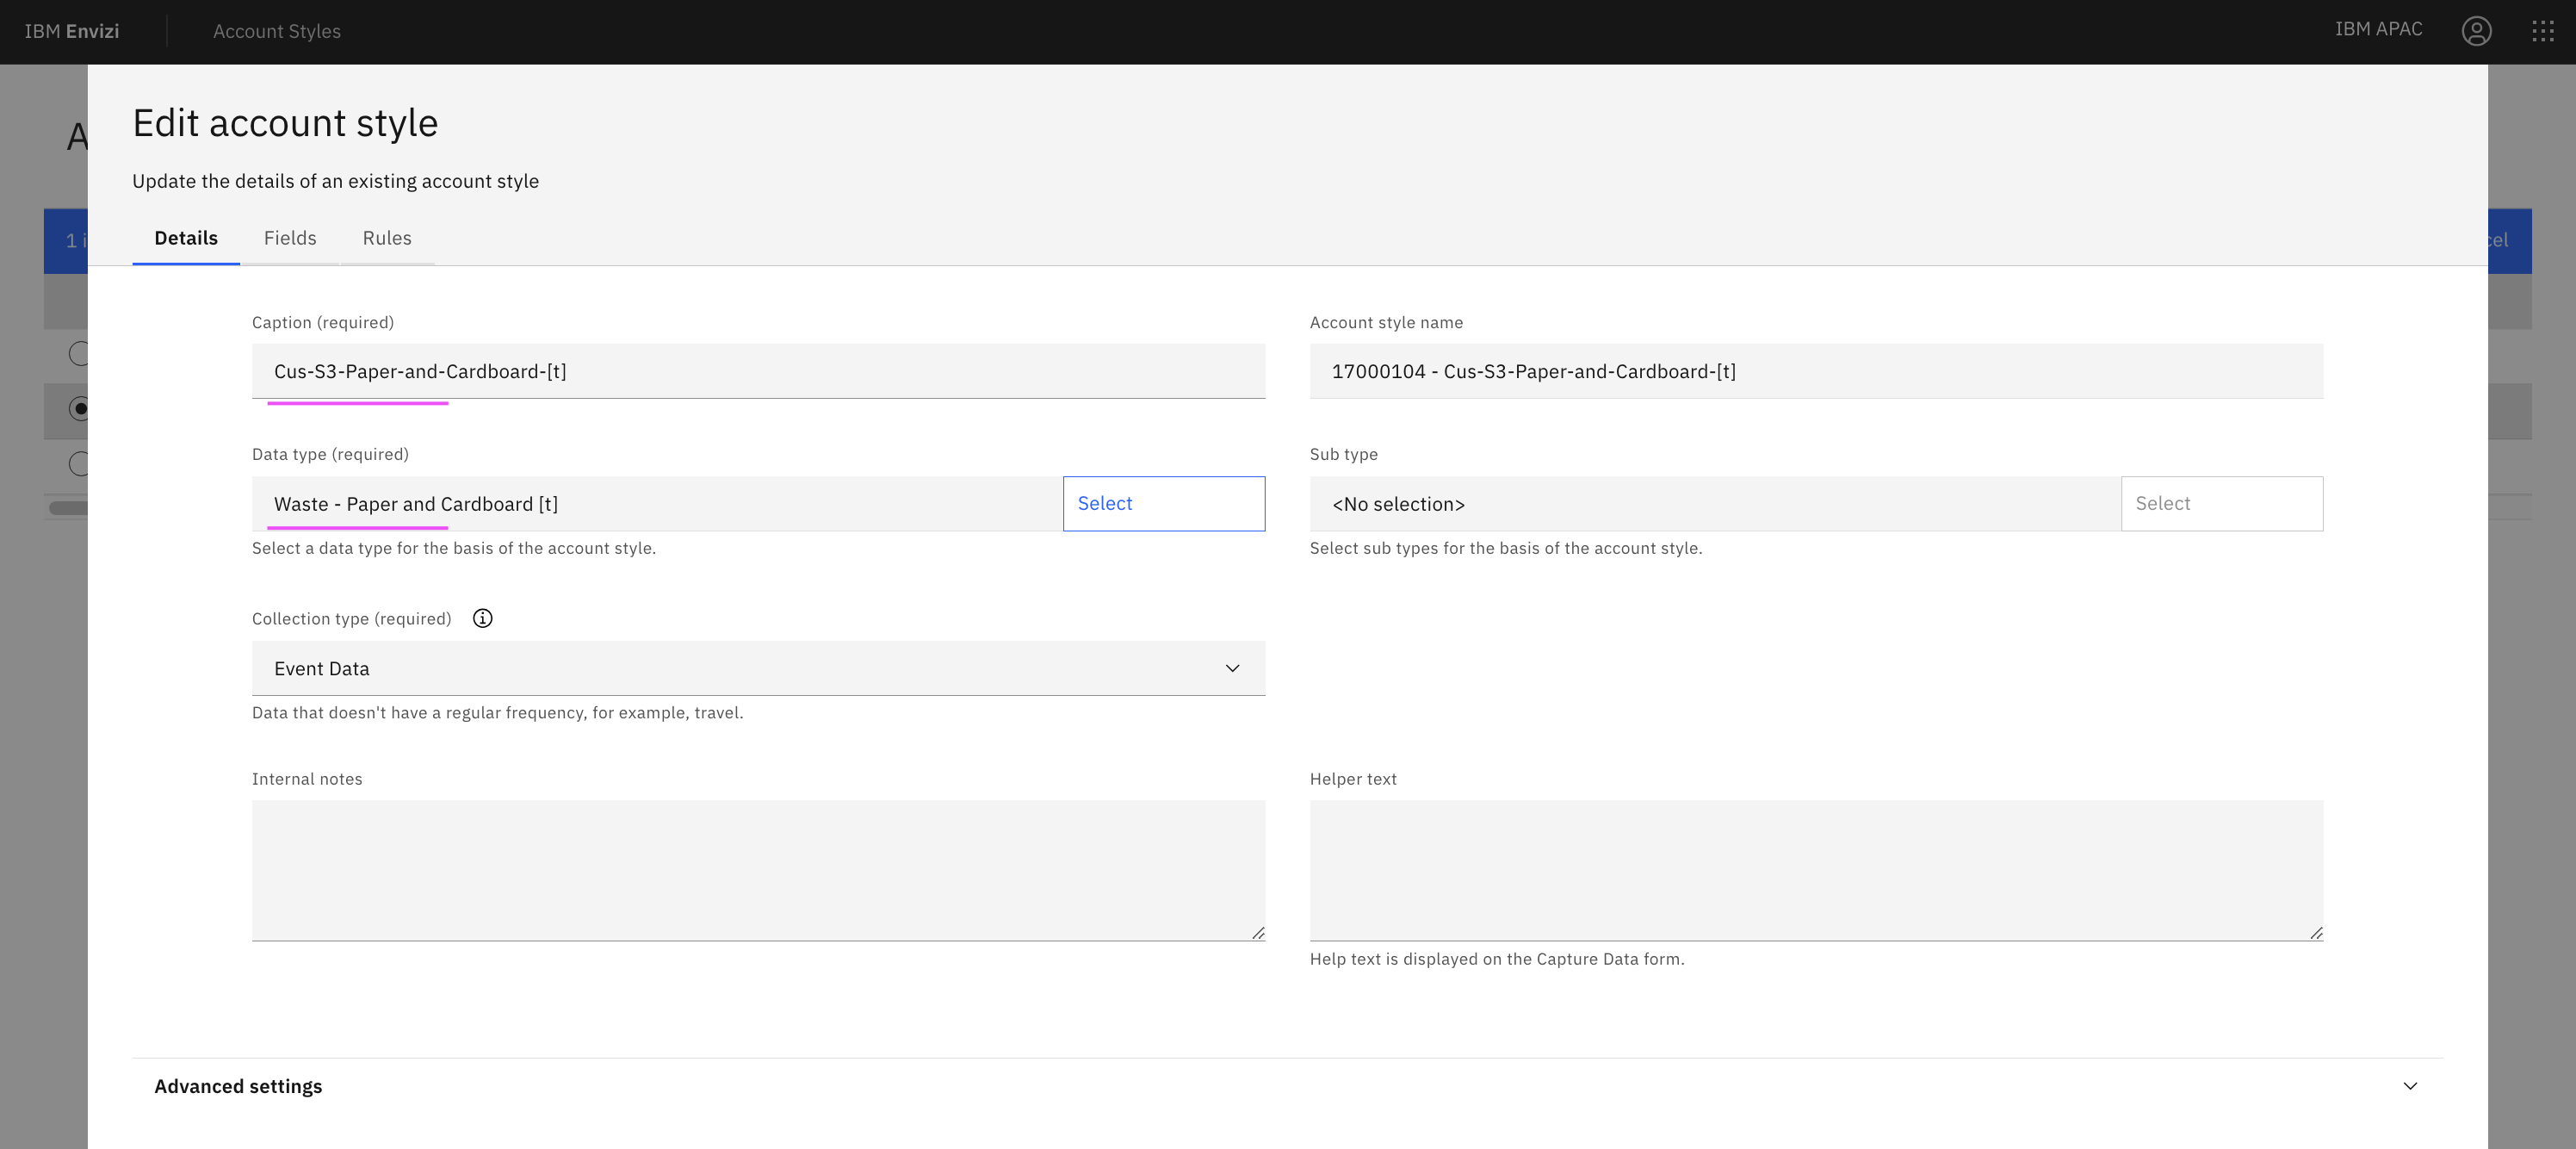 IBM Envizi
Account Styles
IBM APAC
A
Edit account style
Update the details of an existing account style
1 i
cel
Details
Fields
Rules
Caption (required)
Account style name
Cus-S3-Paper-and-Cardboard-[t]
17000104 - Cus-S3-Paper-and-Cardboard-[t]
Data type (required)
Sub type
Waste - Paper and Cardboard [t]
Select
<No selection>
Select
Select a data type for the basis of the account style.
Select sub types for the basis of the account style.
Collection type (required)
Event Data
Data that doesn't have a regular frequency, for example, travel.
Internal notes
Helper text
Help text is displayed on the Capture Data form.
Advanced settings